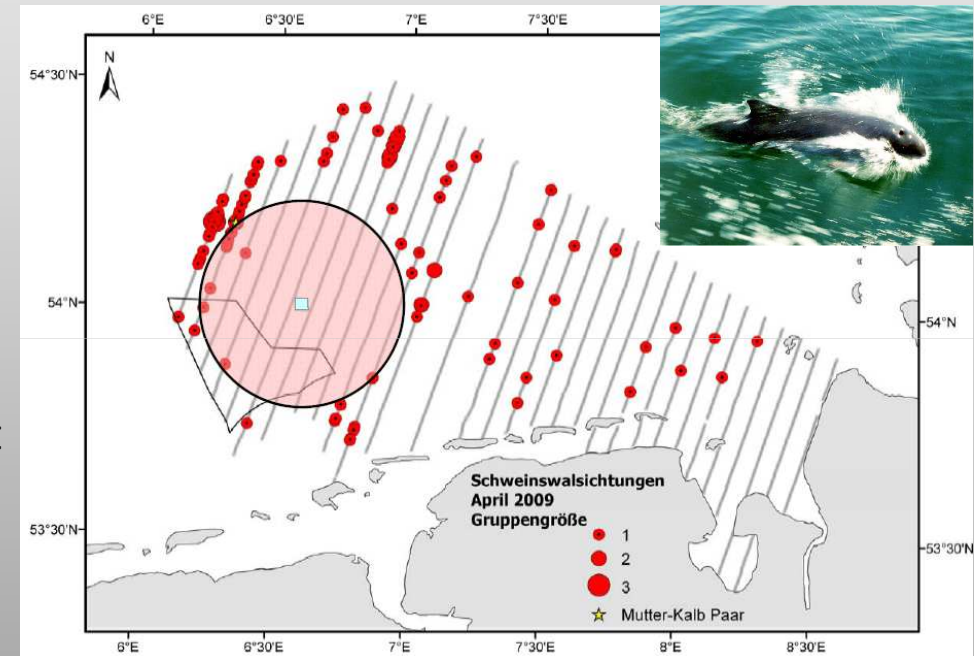 6°E 6°30'E 7°E 7°30'E
N
54°30'N
54°N 54°N
Schweinswalsichtungen
April 2009
Gruppengröße
1
2
3
Mutter-Kalb Paar
53°30'N 53°30'N
6°E 6°30'E 7°E 7°30'E 8°E 8°30'E